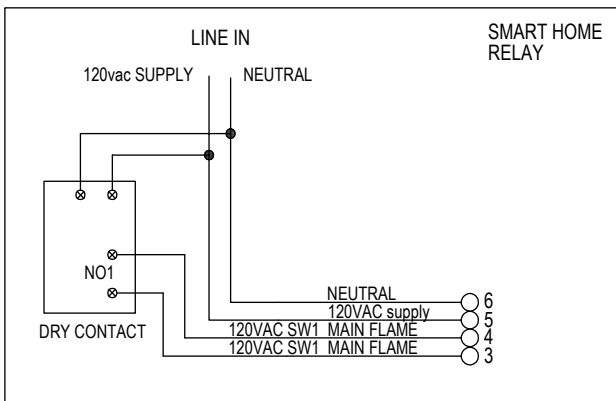 SMART HOME
RELAY
LINE IN
120vac SUPPLY
NEUTRAL
NO1
DRY CONTACT
NEUTRAL
6
120VAC supply
5
120VAC SW1 MAIN FLAME
4
120VAC SW1 MAIN FLAME
3